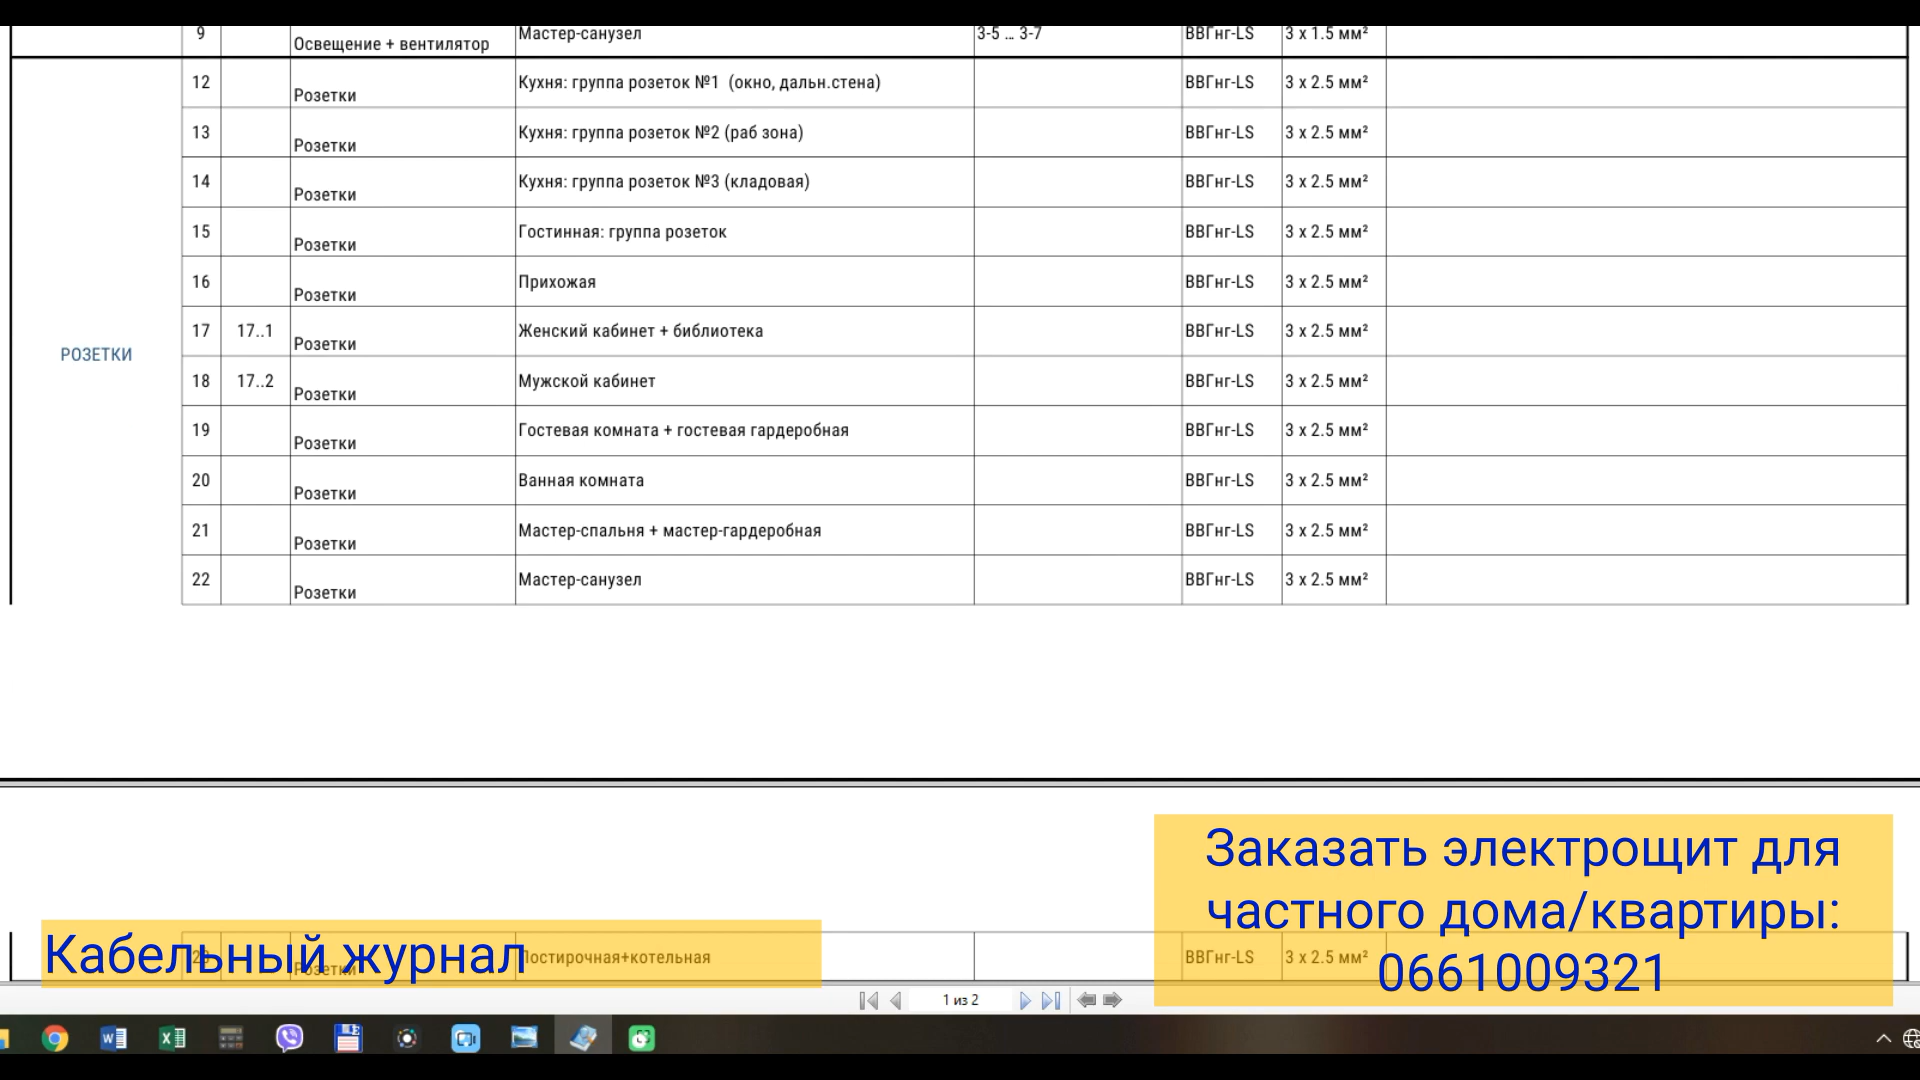 9 Освещение + вентилятор Мастер-санузел 3-5 ... 3-7 ВВГнг-LS 3 x 1.5 мм²
РОЗЕТКИ
12 Розетки Кухня: группа розеток №1 (окно, дальн.стена) ВВГнг-LS 3 x 2.5 мм²
13 Розетки Кухня: группа розеток №2 (раб зона) ВВГнг-LS 3 x 2.5 мм²
14 Розетки Кухня: группа розеток №3 (кладовая) ВВГнг-LS 3 x 2.5 мм²
15 Розетки Гостинная: группа розеток ВВГнг-LS 3 x 2.5 мм²
16 Розетки Прихожая ВВГнг-LS 3 x 2.5 мм²
17 17..1 Розетки Женский кабинет + библиотека ВВГнг-LS 3 x 2.5 мм²
18 17..2 Розетки Мужской кабинет ВВГнг-LS 3 x 2.5 мм²
19 Розетки Гостевая комната + гостевая гардеробная ВВГнг-LS 3 x 2.5 мм²
20 Розетки Ванная комната ВВГнг-LS 3 x 2.5 мм²
21 Розетки Мастер-спальня + мастер-гардеробная ВВГнг-LS 3 x 2.5 мм²
22 Розетки Мастер-санузел ВВГнг-LS 3 x 2.5 мм²
Розетки Постирочная+котельная ВВГнг-LS 3 x 2.5 мм²
Кабельный журнал
Заказать электрощит для
частного дома/квартиры:
0661009321
1 из 2